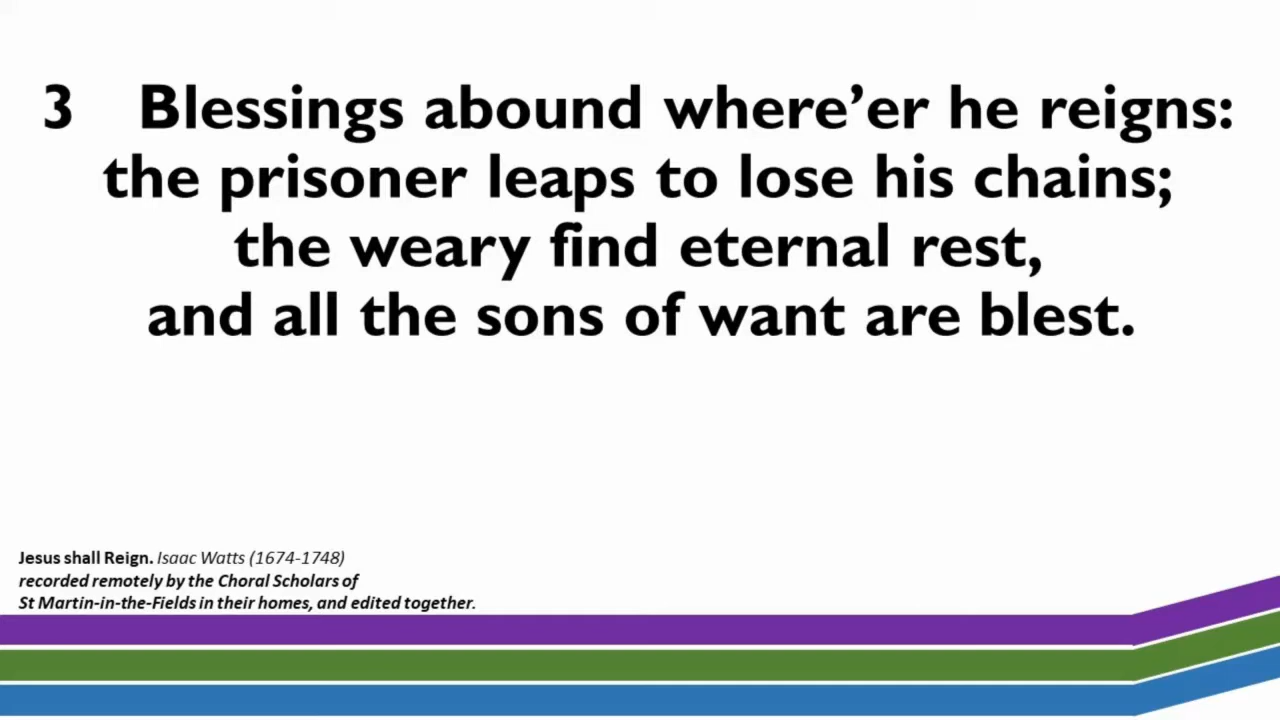 3 Blessings abound where’er he reigns:
the prisoner leaps to lose his chains;
the weary find eternal rest,
and all the sons of want are blest.
Jesus shall Reign. Isaac Watts (1674-1748)
recorded remotely by the Choral Scholars of
St Martin-in-the-Fields in their homes, and edited together.